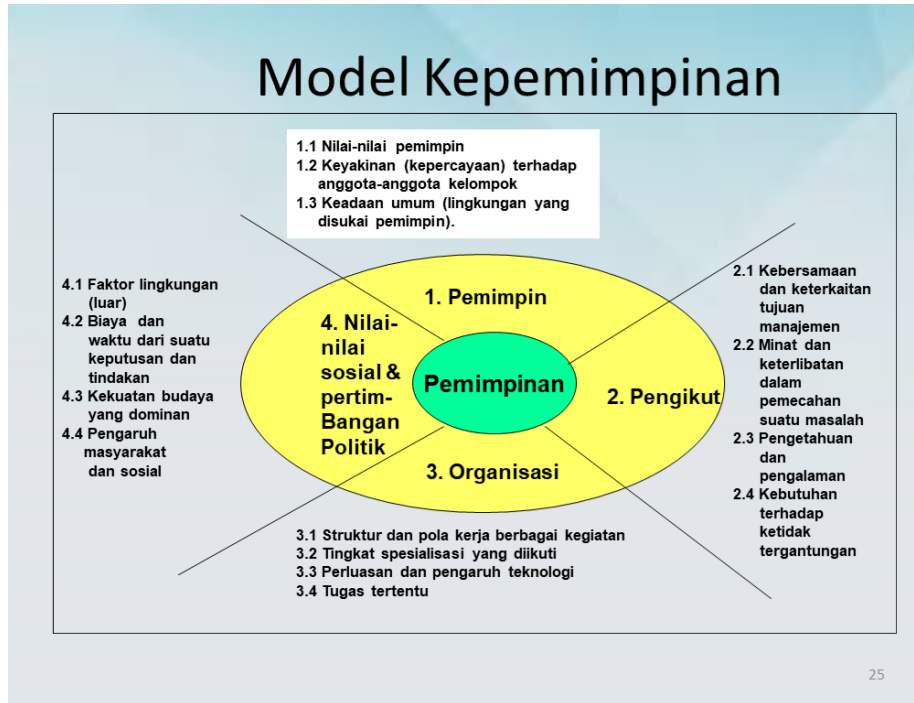 Model Kepemimpinan
1.1 Nilai-nilai pemimpin
1.2 Keyakinan (kepercayaan) terhadap
anggota-anggota kelompok
1.3 Keadaan umum (lingkungan yang
disukai pemimpin).
4.1 Faktor lingkungan
(luar)
4.2 Biaya dan
waktu dari suatu
keputusan dan
tindakan
4.3 Kekuatan budaya
yang dominan
4.4 Pengaruh
masyarakat
dan sosial
1. Pemimpin
4. Nilai-
nilai
sosial &
pertim-
Bangan
Politik
Pemimpinan
2. Pengikut
3. Organisasi
2.1 Kebersamaan
dan keterkaitan
tujuan
manajemen
2.2 Minat dan
keterlibatan
dalam
pemecahan
suatu masalah
2.3 Pengetahuan
dan
pengalaman
2.4 Kebutuhan
terhadap
ketidak
tergantungan
3.1 Struktur dan pola kerja berbagai kegiatan
3.2 Tingkat spesialisasi yang diikuti
3.3 Perluasan dan pengaruh teknologi
3.4 Tugas tertentu
25